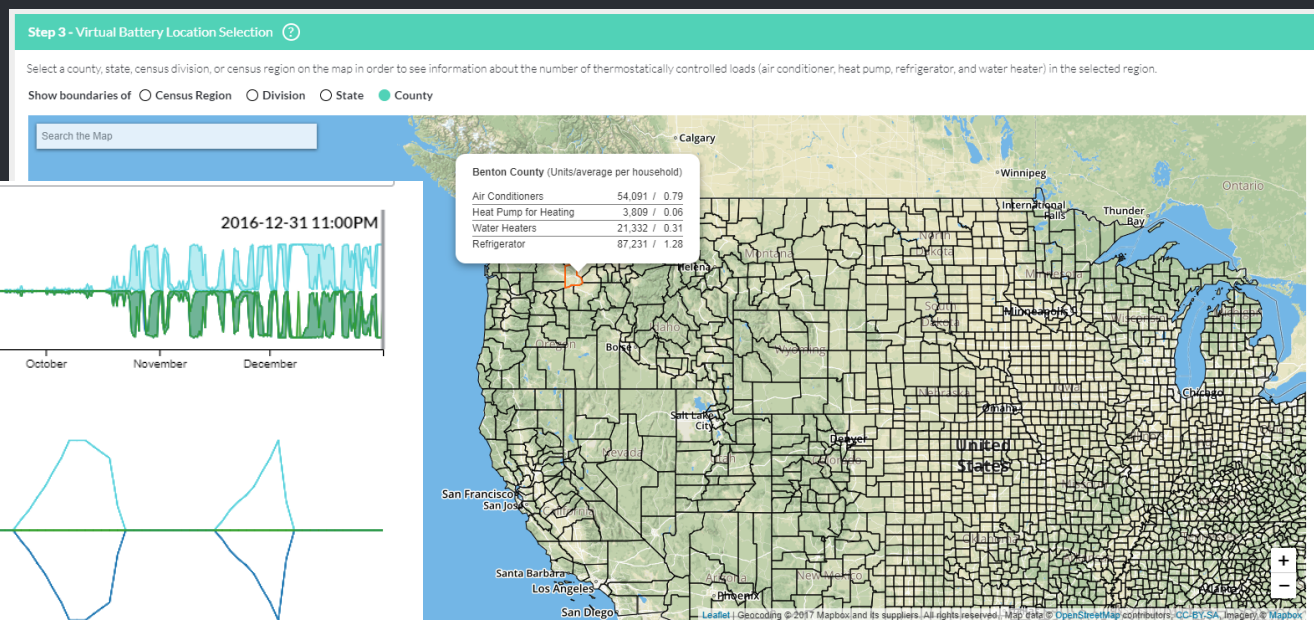 Step 3 - Virtual Battery Location Selection ?
Select a county, state, census division, or census region on the map in order to see information about the number of thermostatically controlled loads (air conditioner, heat pump, refrigerator, and water heater) in the selected region.
Show boundaries of Census Region Division State County
Search the Map
Calgary
Winnipeg
Ontario
International Falls
Thunder Bay
Benton County (Units/average per household)
Air Conditioners 54,091 / 0.79
Heat Pump for Heating 3,809 / 0.06
Water Heaters 21,332 / 0.31
Refrigerator 87,231 / 1.28
2016-12-31 11:00PM
October November December
Helena
Montana
North Dakota
Minnesota
South Dakota
Minneapolis
Wisconsin
Michigan
Oregon
Boise
Idaho
Wyoming
Nebraska
Iowa
Omaha
Chicago
Salt Lake City
Nevada
Utah
Denver
Colorado
United States
San Francisco
San Jose
California
Oklahoma
Santa Barbara
Los Angeles
Arizona
New Mexico
Phoenix
San Diego
Atlanta
+
−
Leaflet | Geocoding © 2017 Mapbox and its suppliers. All rights reserved., Map data © OpenStreetMap contributors, CC-BY-SA, Imagery © Mapbox